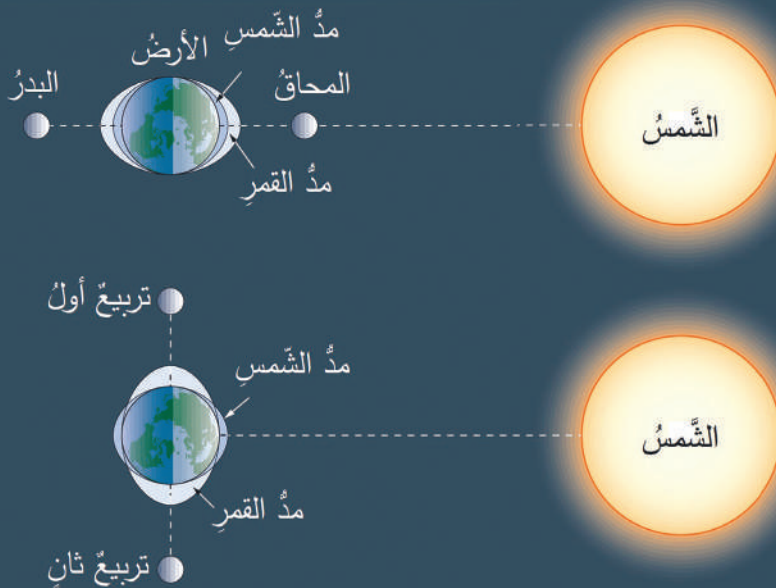 مدُّ الشّمسِ
الأرضُ
البدرُ
المحاقُ
الشَّمسُ
مدُّ القمرِ
تربيعٌ أولُ
مدُّ الشّمسِ
الشَّمسُ
مدُّ القمرِ
تربيعٌ ثانٍ